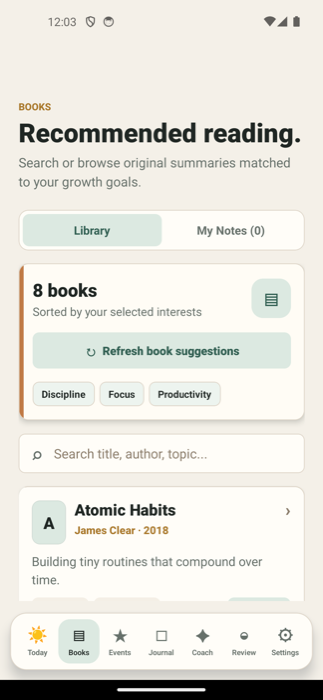 12:03
BOOKS
Recommended reading.
Search or browse original summaries matched
to your growth goals.
Library
My Notes (0)
8 books
Sorted by your selected interests
Refresh book suggestions
Discipline
Focus
Productivity
Search title, author, topic...
A
Atomic Habits
James Clear · 2018
Building tiny routines that compound over
time.
Today
Books
Events
Journal
Coach
Review
Settings